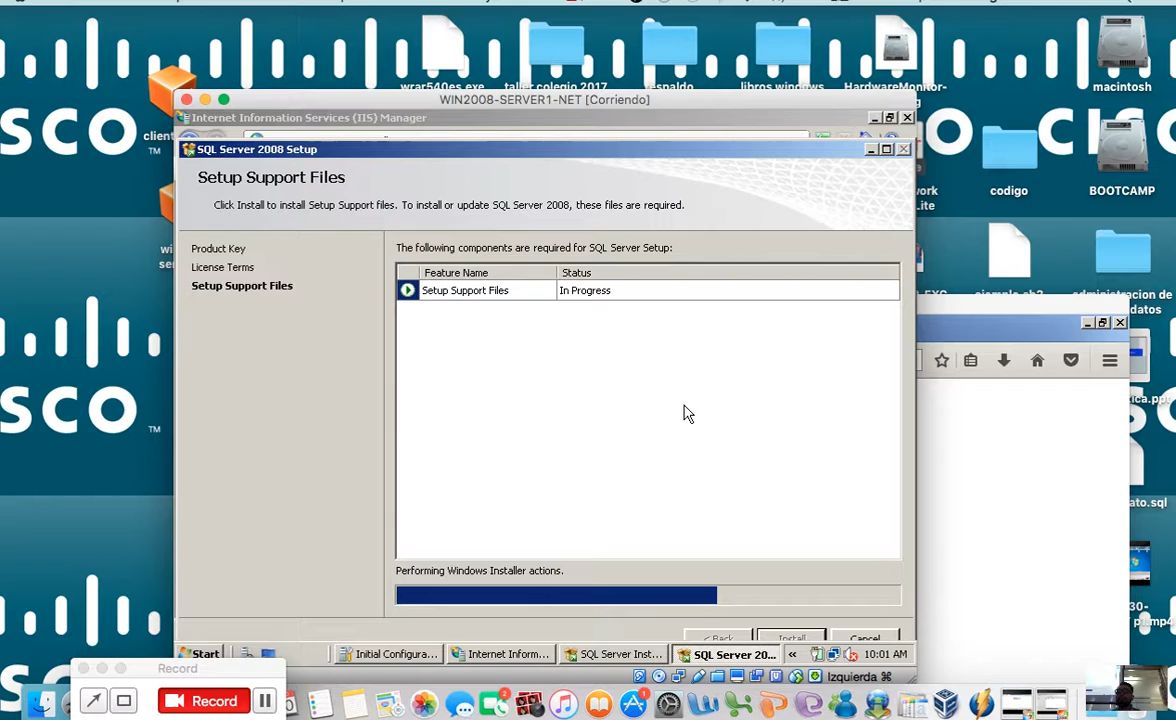 wrar540es.exe
taller colegio 2017
libros windows
HardwareMonitor-
macintosh
WIN2008-SERVER1-NET [Corriendo]
Internet Information Services (IIS) Manager
SQL Server 2008 Setup
Setup Support Files
Click Install to install Setup Support files. To install or update SQL Server 2008, these files are required.
CISCO
TM
codigo
BOOTCAMP
Product Key
License Terms
Setup Support Files
The following components are required for SQL Server Setup:
Feature Name Status
Setup Support Files In Progress
administracion de
datos
Performing Windows Installer actions.
< Back Install Cancel
Start Initial Configura... Internet Inform... SQL Server Inst... SQL Server 20... « 10:01 AM
Izquierda ⌘
Record
Record